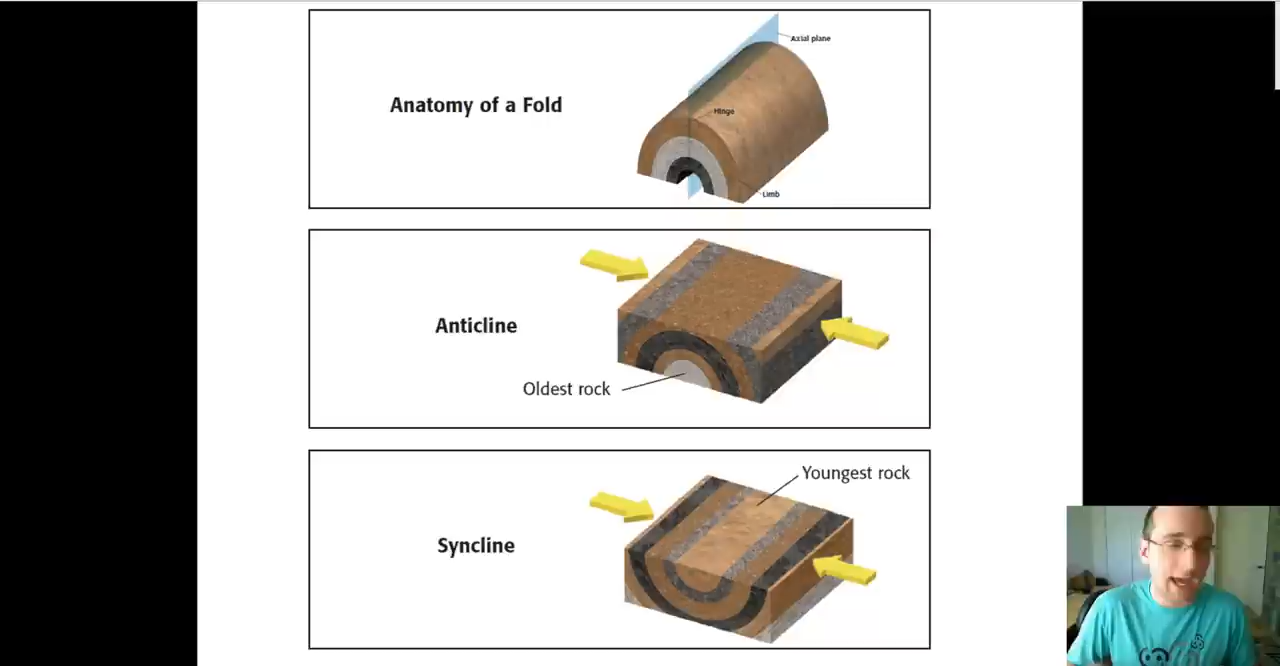 Axial plane
Anatomy of a Fold
Hinge
Limb
Anticline
Oldest rock
Youngest rock
Syncline